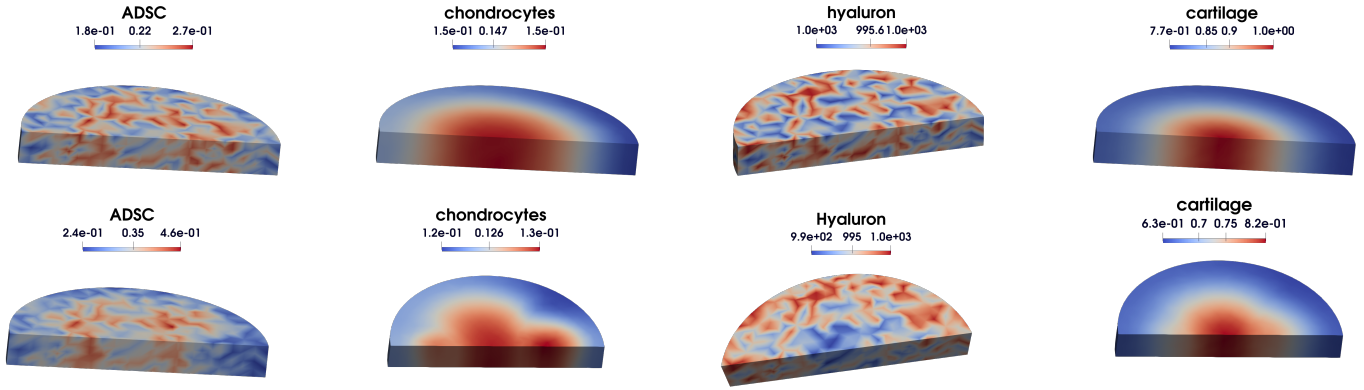 ADSC
1.8e-01 0.22 2.7e-01
chondrocytes
1.5e-01 0.147 1.5e-01
hyaluron
1.0e+03 995.6 1.0e+03
cartilage
7.7e-01 0.85 0.9 1.0e+00
ADSC
2.4e-01 0.35 4.6e-01
chondrocytes
1.2e-01 0.126 1.3e-01
Hyaluron
9.9e+02 995 1.0e+03
cartilage
6.3e-01 0.7 0.75 8.2e-01